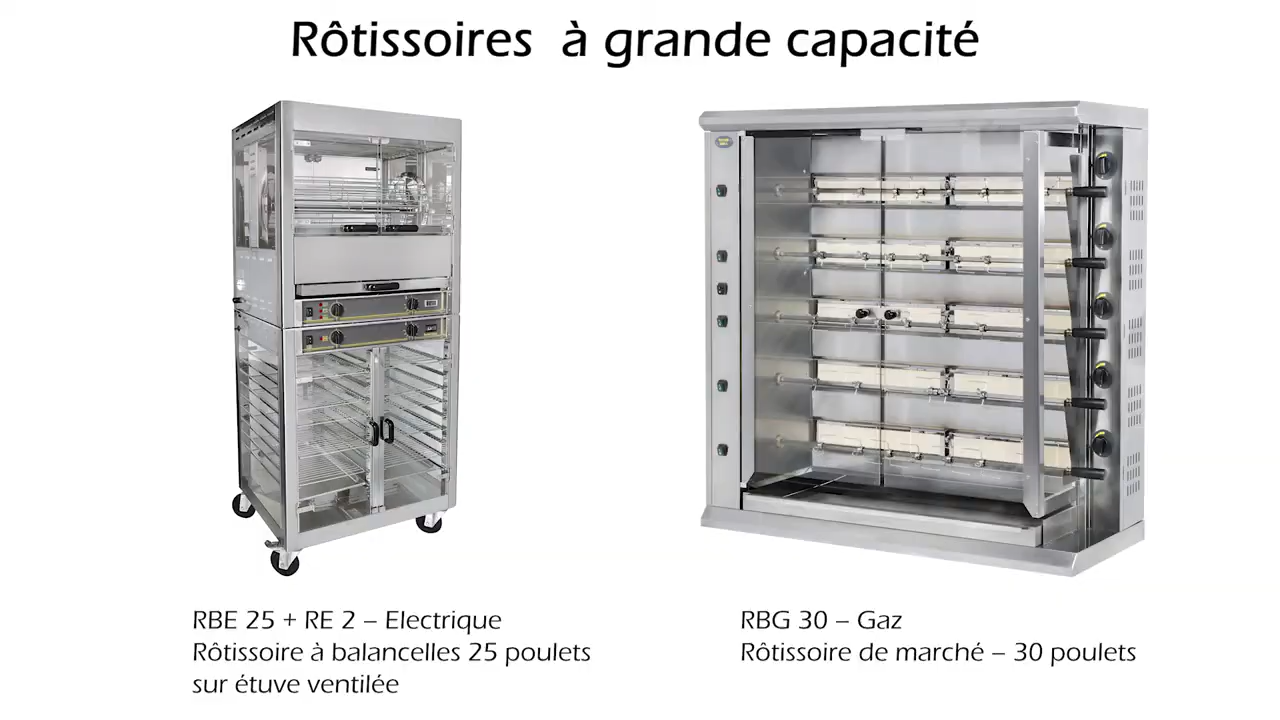 Rôtissoires à grande capacité
RBE 25 + RE 2 – Electrique
Rôtissoire à balancelles 25 poulets
sur étuve ventilée
RBG 30 – Gaz
Rôtissoire de marché – 30 poulets